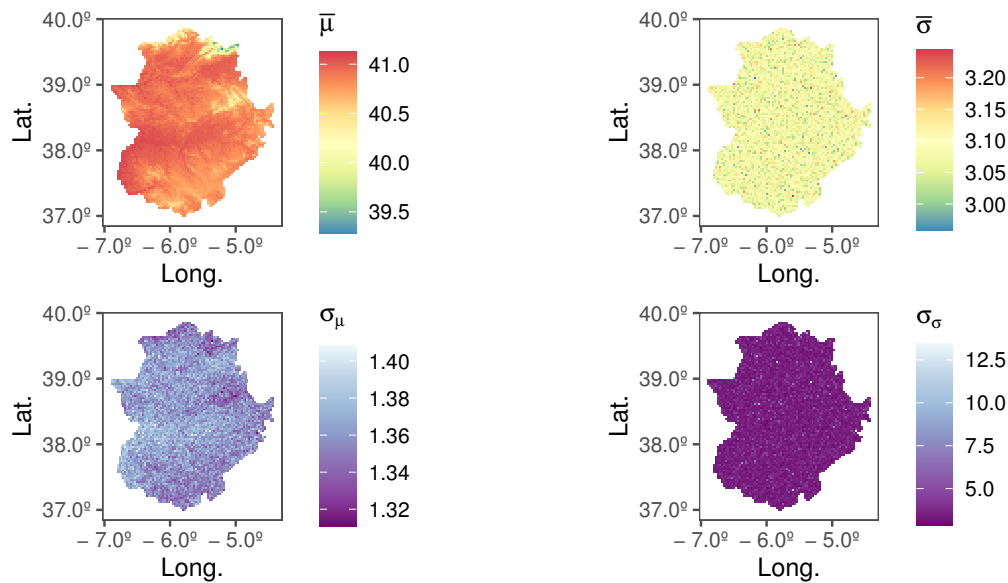 μ̅
40.0º
39.0º
38.0º
37.0º
Lat.
− 7.0º − 6.0º − 5.0º
Long.
41.0
40.5
40.0
39.5
σ̅
40.0º
39.0º
38.0º
37.0º
Lat.
− 7.0º − 6.0º − 5.0º
Long.
3.20
3.15
3.10
3.05
3.00
σμ
40.0º
39.0º
38.0º
37.0º
Lat.
− 7.0º − 6.0º − 5.0º
Long.
1.40
1.38
1.36
1.34
1.32
σσ
40.0º
39.0º
38.0º
37.0º
Lat.
− 7.0º − 6.0º − 5.0º
Long.
12.5
10.0
7.5
5.0